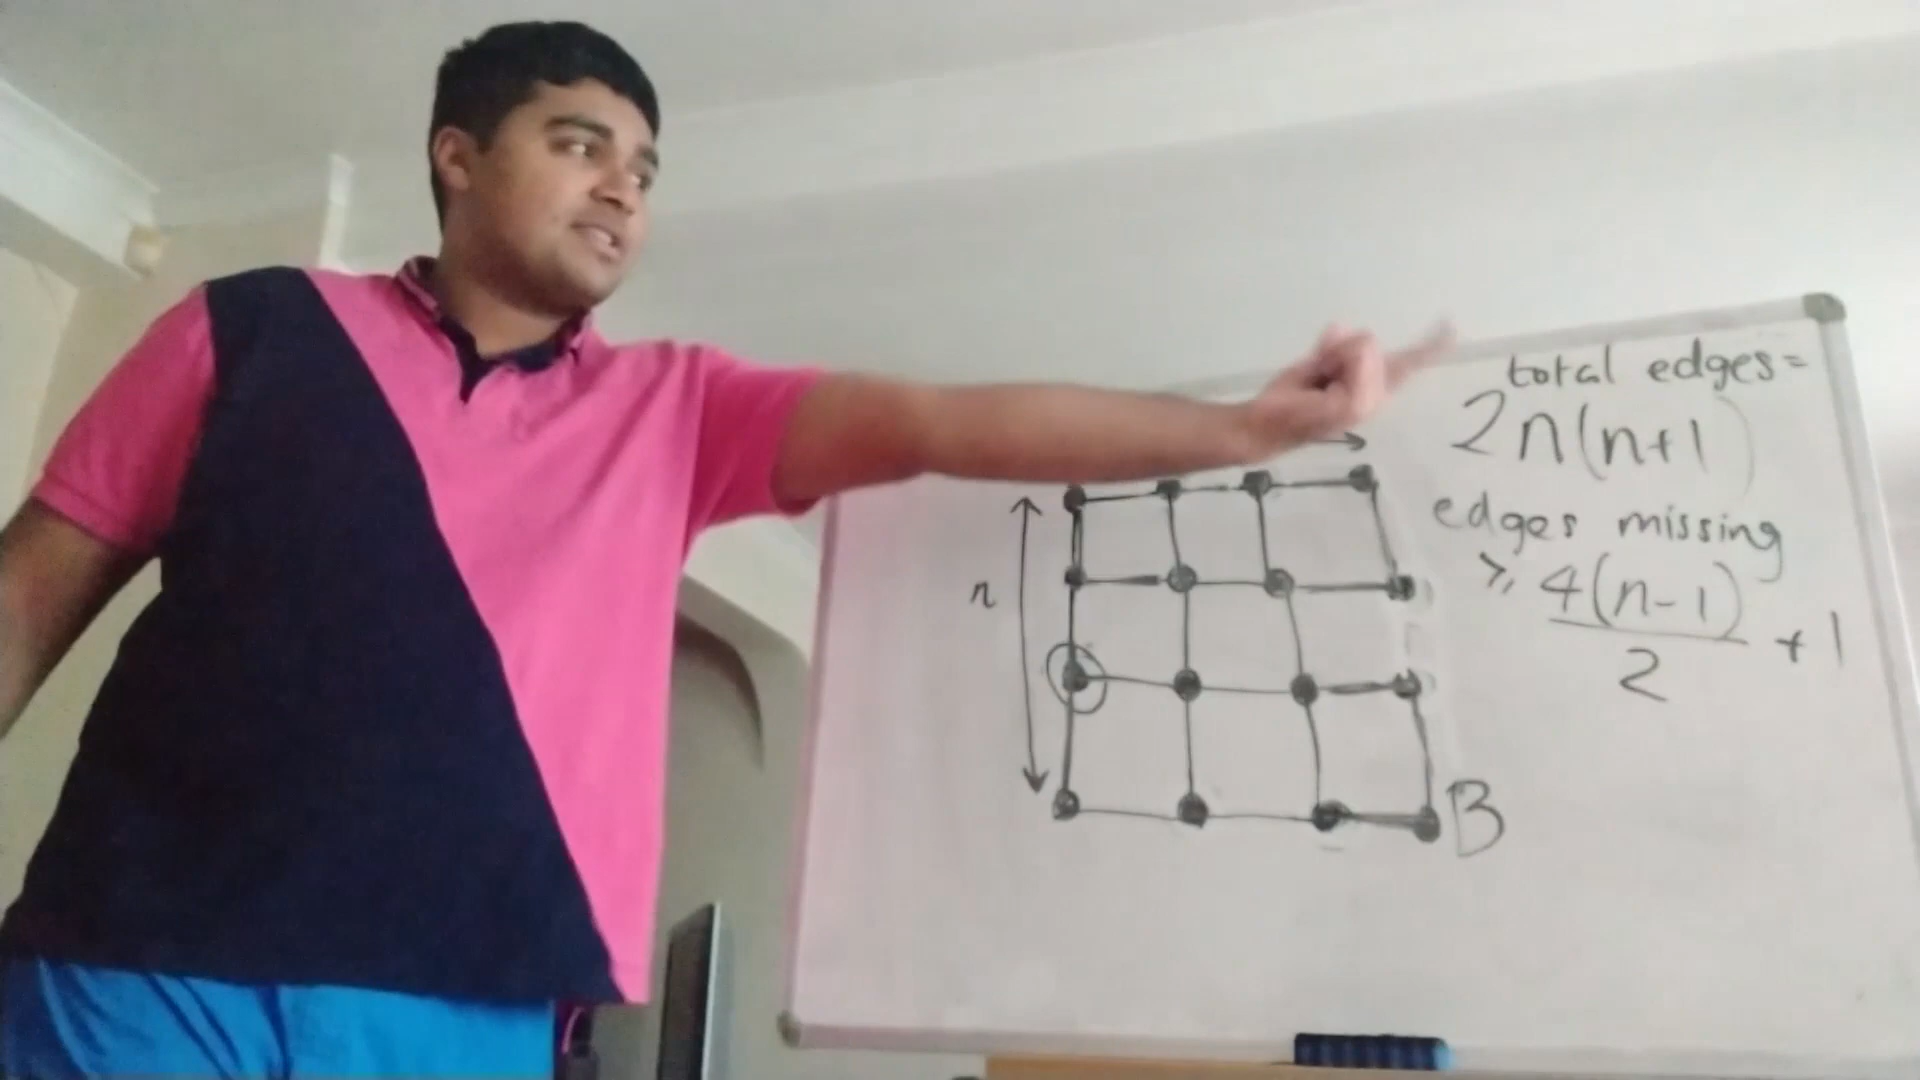 total edges=
2n(n+1)
edges missing
⩾ 4(n-1)/2 + 1
n
B